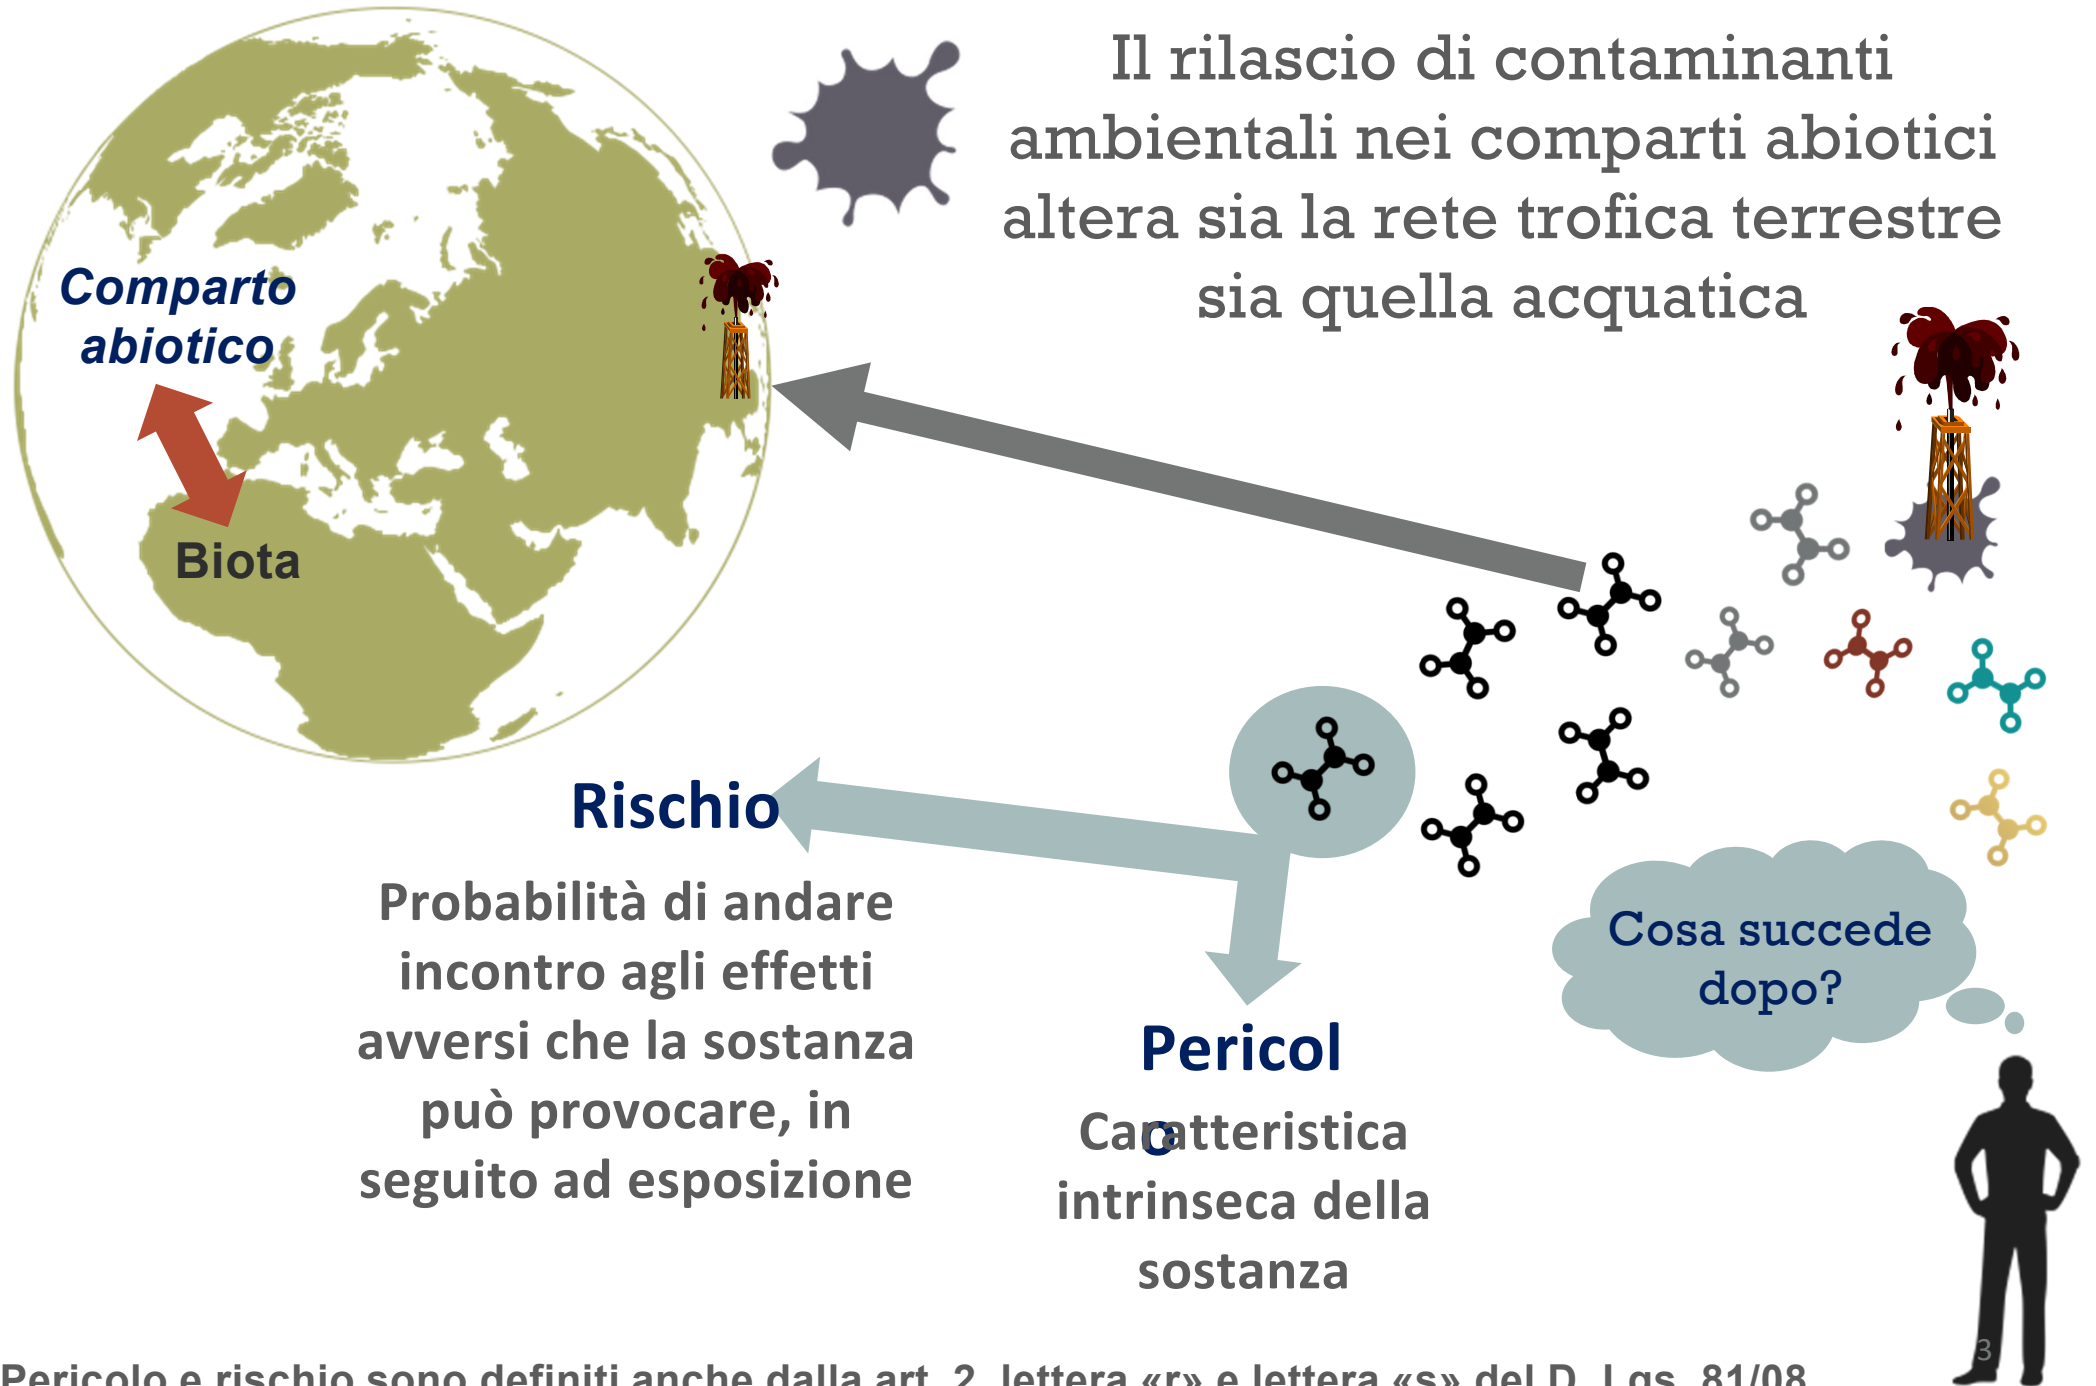 Il rilascio di contaminanti
ambientali nei comparti abiotici
altera sia la rete trofica terrestre
sia quella acquatica
Comparto
abiotico
Biota
Rischio
Probabilità di andare
incontro agli effetti
avversi che la sostanza
può provocare, in
seguito ad esposizione
Pericol
o
Caratteristica
intrinseca della
sostanza
Cosa succede
dopo?
3
Pericolo e rischio sono definiti anche dalla art. 2, lettera «r» e lettera «s» del D. Lgs. 81/08